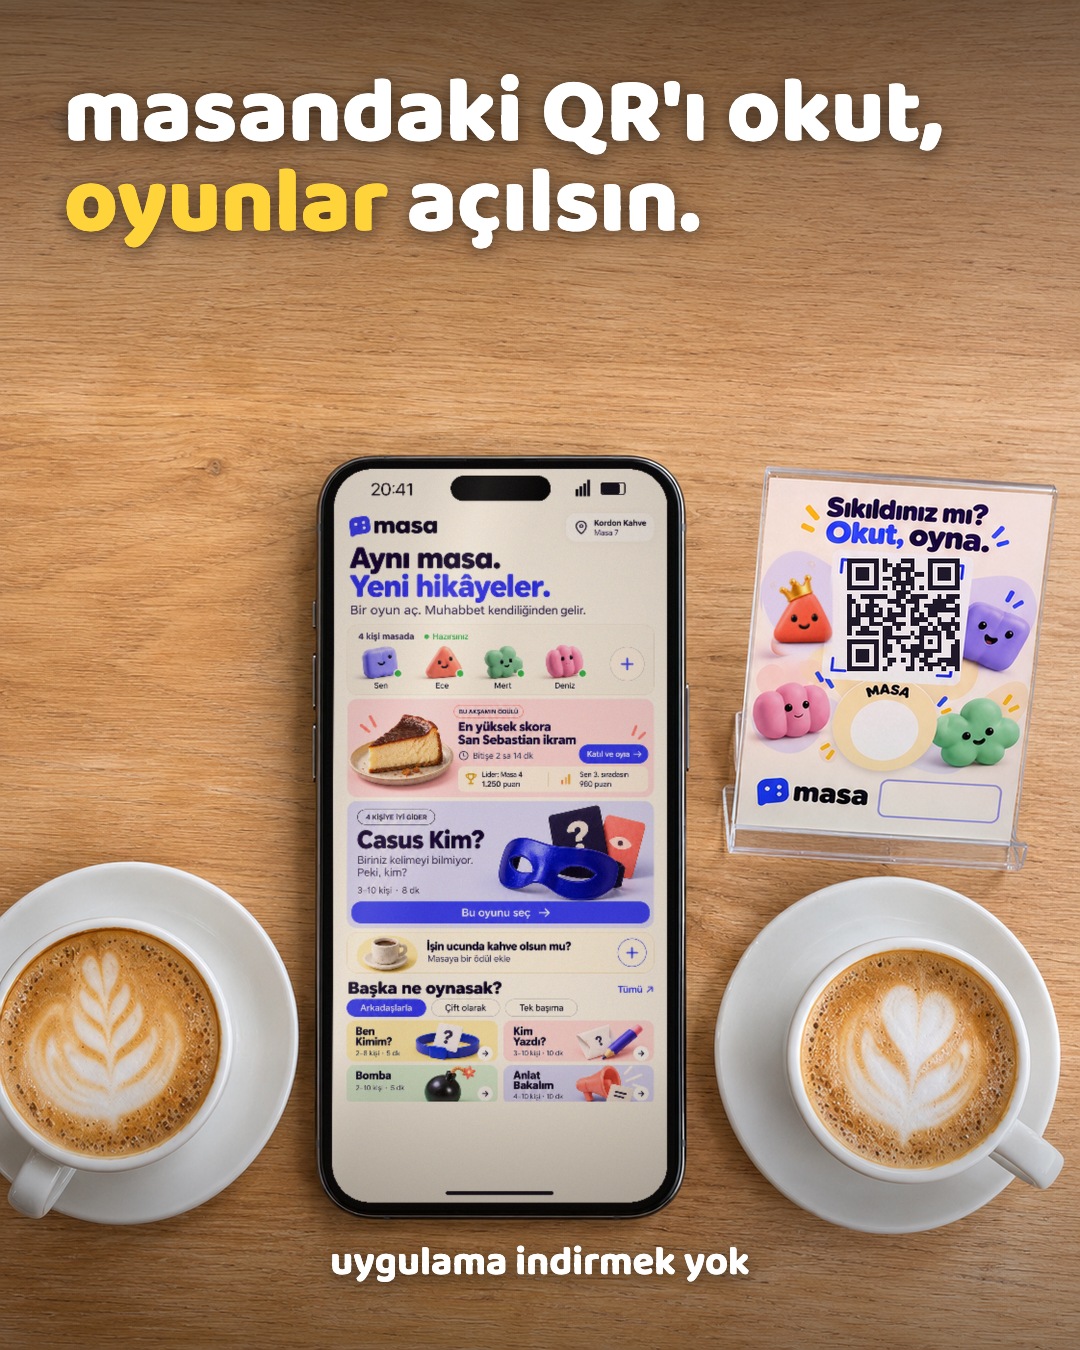 masandaki QR'ı okut,
oyunlar açılsın.
20:41
masa
Kordon Kahve
Masa 7
Aynı masa.
Yeni hikâyeler.
Bir oyun aç. Muhabbet kendiliğinden gelir.
4 kişi masada
Hazırsınız
Sen
Ece
Mert
Deniz
BU AKŞAMIN ÖDÜLÜ
En yüksek skora
San Sebastian ikram
Bitişe 2 sa 14 dk
Katıl ve oyna →
Lider: Masa 4
1.250 puan
Sen 3. sıradasın
980 puan
4 KİŞİYE İYİ GİDER
Casus Kim?
Biriniz kelimeyi bilmiyor.
Peki, kim?
3-10 kişi · 8 dk
Bu oyunu seç →
İşin ucunda kahve olsun mu?
Masaya bir ödül ekle
Başka ne oynasak?
Tümü ↗
Arkadaşlarla
Çift olarak
Tek başıma
Ben
Kimim?
2-8 kişi · 5 dk
Kim
Yazdı?
3-10 kişi · 10 dk
Bomba
2-10 kişi · 5 dk
Anlat
Bakalım
4-10 kişi · 10 dk
Sıkıldınız mı?
Okut, oyna.
MASA
masa
uygulama indirmek yok